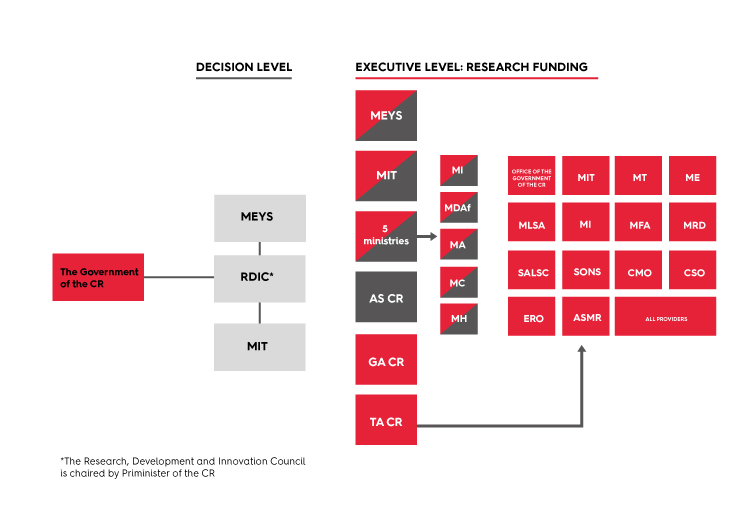 DECISION LEVEL
EXECUTIVE LEVEL: RESEARCH FUNDING
The Government
of the CR
MEYS
RDIC*
MIT
MEYS
MIT
5
ministries
AS CR
GA CR
TA CR
MI
MDAf
MA
MC
MH
OFFICE OF THE
GOVERNMENT
OF THE CR
MIT
MT
ME
MLSA
MI
MFA
MRD
SALSC
SONS
CMO
CSO
ERO
ASMR
ALL PROVIDERS
*The Research, Development and Innovation Council
is chaired by Priminister of the CR